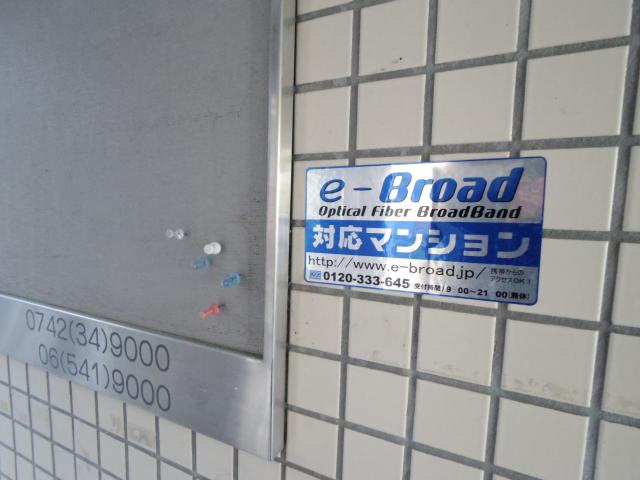 e-Broad
Optical Fiber BroadBand
対応マンション
http://www.e-broad.jp/
携帯からの
アクセスOK!
0120-333-645 受付時間/9:00~21:00(無休)
0742(34)9000
06(541)9000